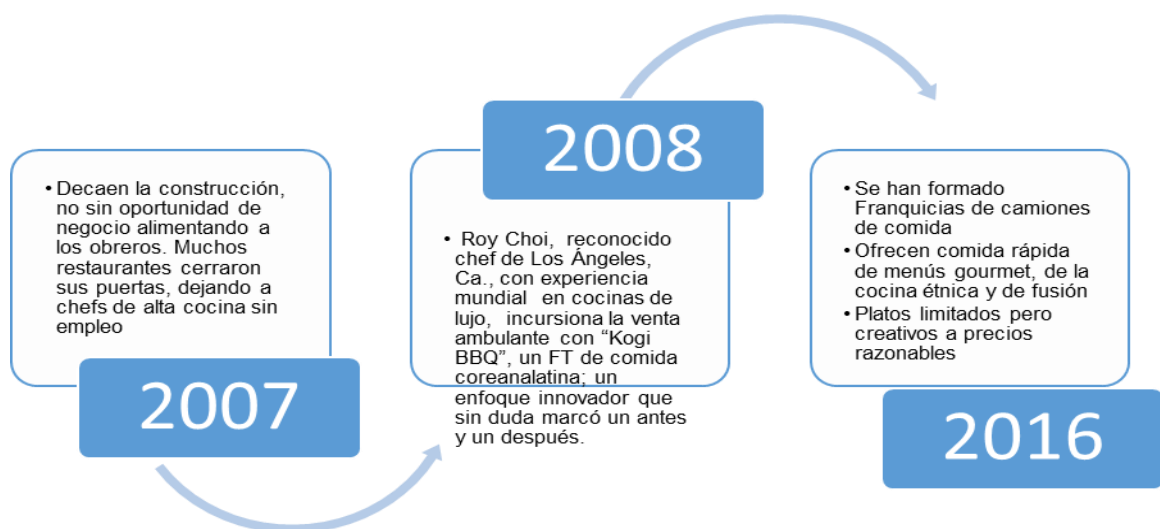 • Decaen la construcción,
no sin oportunidad de
negocio alimentando a
los obreros. Muchos
restaurantes cerraron
sus puertas, dejando a
chefs de alta cocina sin
empleo
2007
2008
• Roy Choi, reconocido
chef de Los Ángeles,
Ca., con experiencia
mundial en cocinas de
lujo, incursiona la venta
ambulante con “Kogi
BBQ”, un FT de comida
coreanalatina; un
enfoque innovador que
sin duda marcó un antes
y un después.
• Se han formado
Franquicias de camiones
de comida
• Ofrecen comida rápida
de menús gourmet, de la
cocina étnica y de fusión
• Platos limitados pero
creativos a precios
razonables
2016